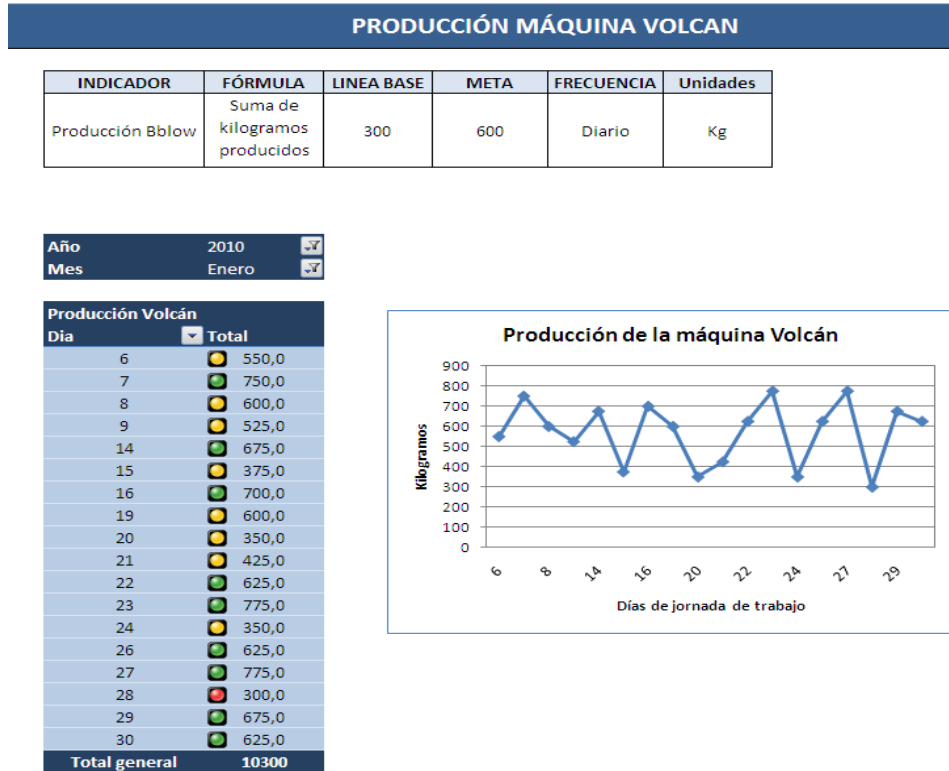 PRODUCCIÓN MÁQUINA VOLCAN
INDICADOR FÓRMULA LINEA BASE META FRECUENCIA Unidades
Producción Bblow Suma de kilogramos producidos 300 600 Diario Kg
Año 2010
Mes Enero
Producción Volcán
Dia Total
6 550,0
7 750,0
8 600,0
9 525,0
14 675,0
15 375,0
16 700,0
19 600,0
20 350,0
21 425,0
22 625,0
23 775,0
24 350,0
26 625,0
27 775,0
28 300,0
29 675,0
30 625,0
Total general 10300
Producción de la máquina Volcán
900
800
700
600
500
400
300
200
100
0
Kilogramos
6 8 14 16 20 22 24 27 29
Días de jornada de trabajo